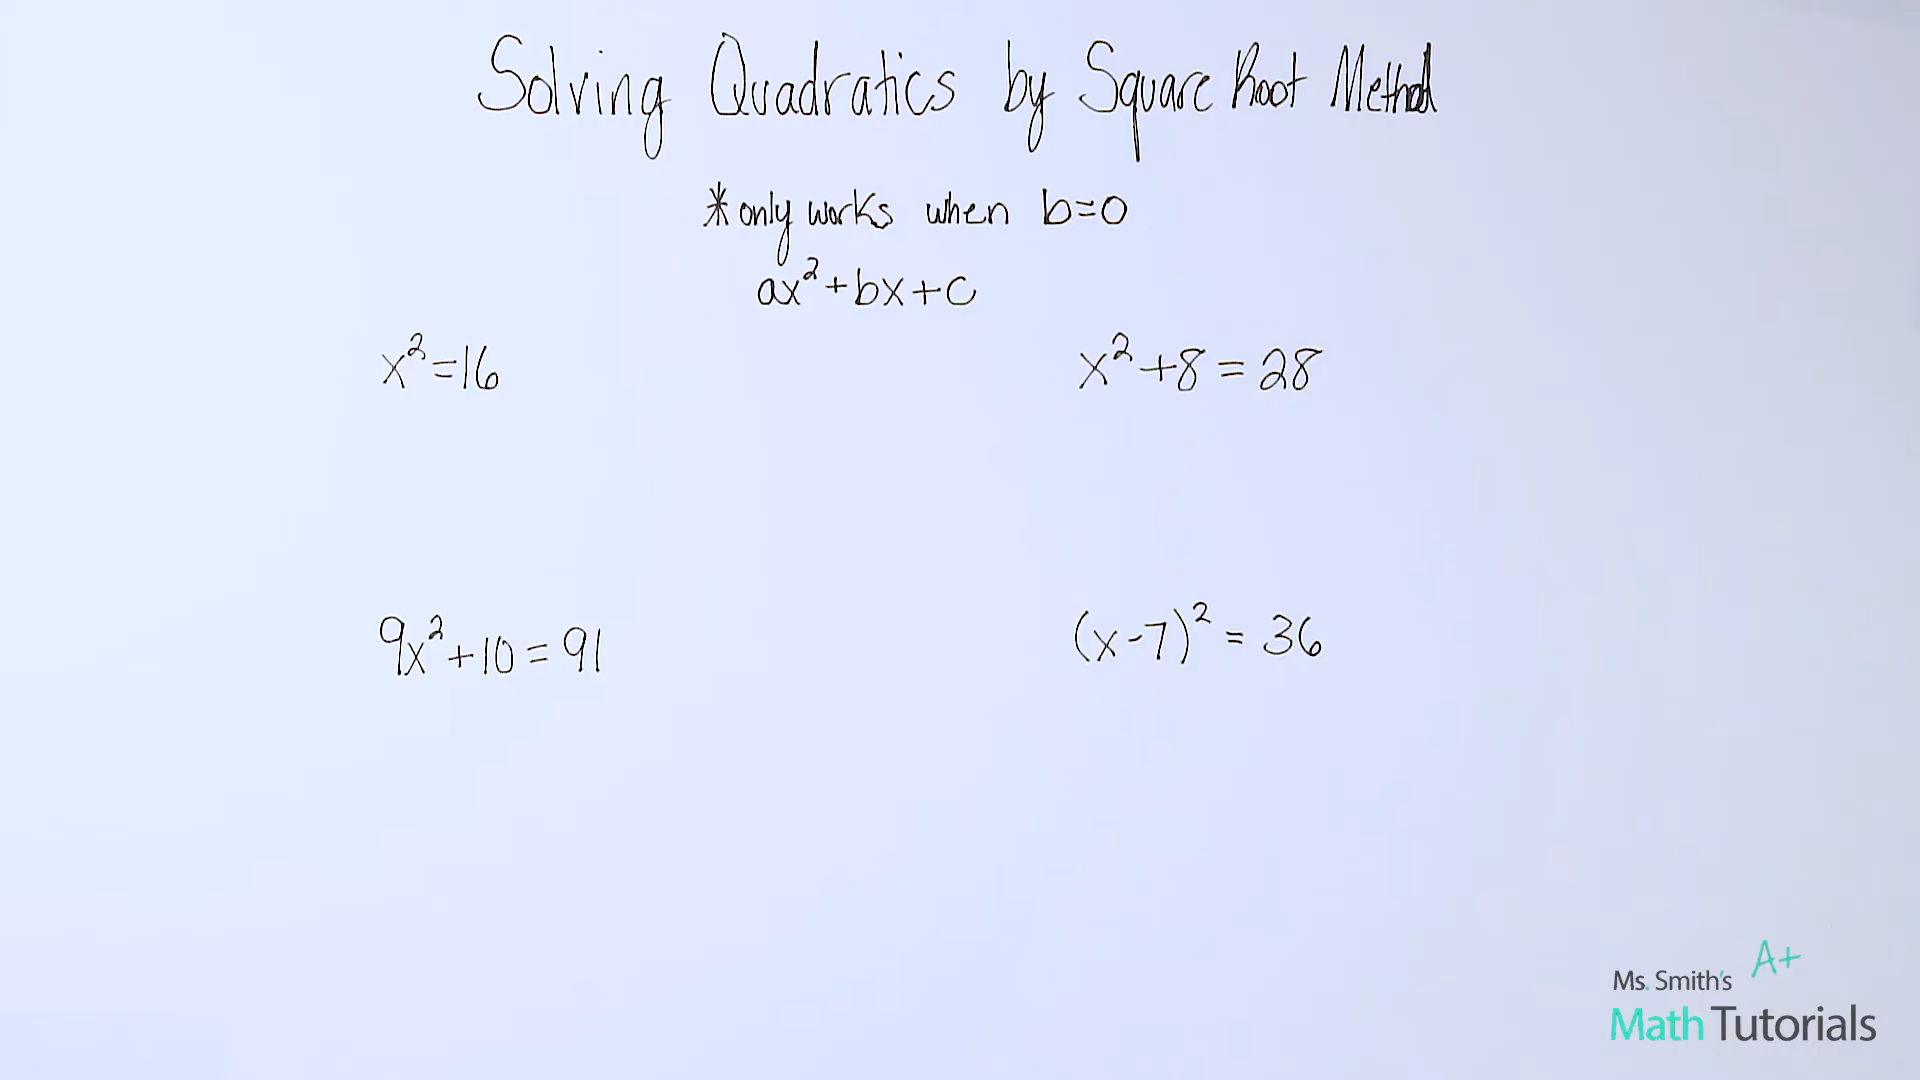 Solving Quadratics by Square Root Method
*only works when b=0
ax²+bx+c
x²=16
x²+8=28
9x²+10=91
(x-7)²=36
A+
Ms. Smith's
Math Tutorials